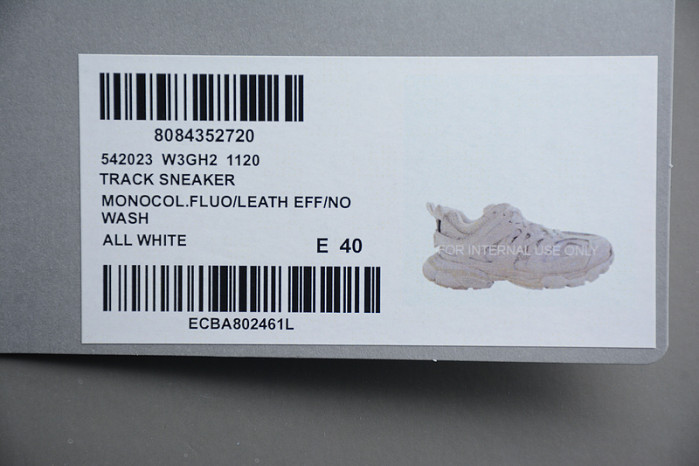 8084352720
542023 W3GH2 1120
TRACK SNEAKER
MONOCOL.FLUO/LEATH EFF/NO
WASH
ALL WHITE
E 40
FOR INTERNAL USE ONLY
ECBA802461L